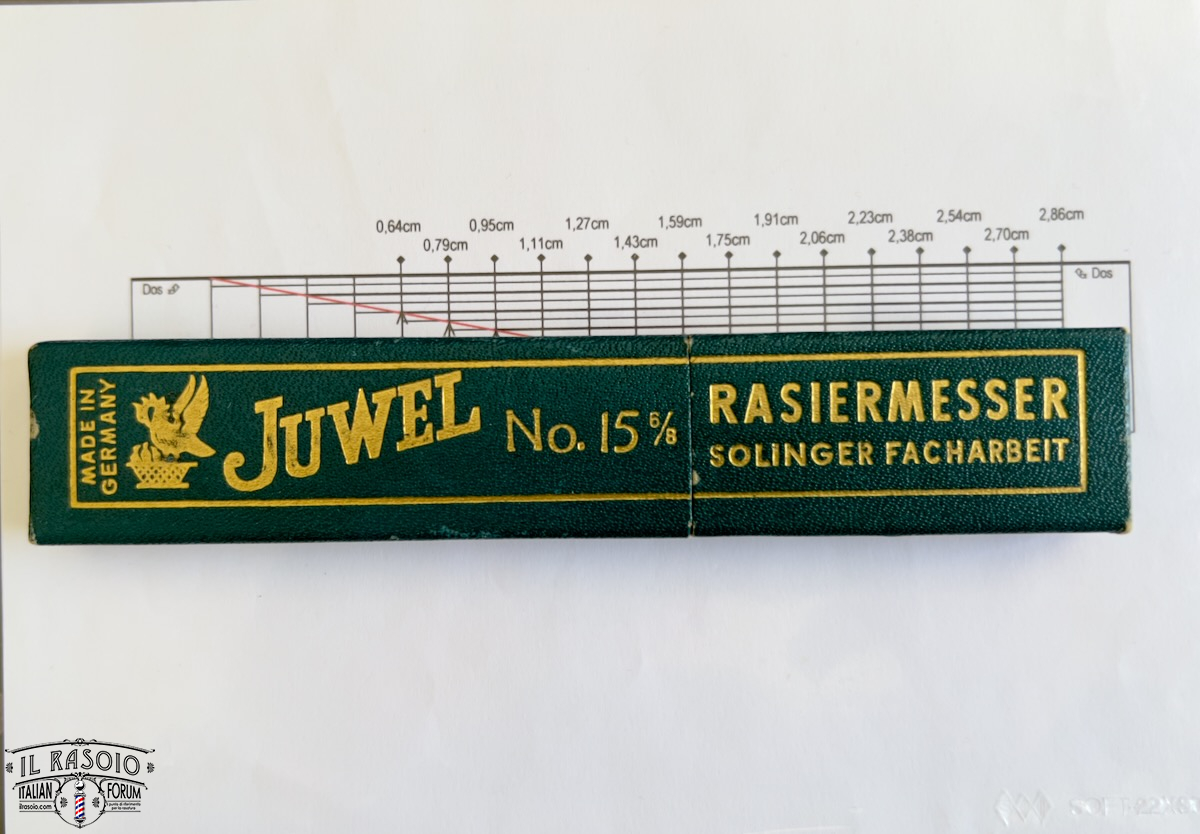 0,64cm 0,95cm 1,27cm 1,59cm 1,91cm 2,23cm 2,54cm 2,86cm
0,79cm 1,11cm 1,43cm 1,75cm 2,06cm 2,38cm 2,70cm
Dos
Dos
MADE IN
GERMANY
JUWEL
No. 15 6/8
RASIERMESSER
SOLINGER FACHARBEIT
IL RASOIO
ITALIAN FORUM
ilrasoio.com